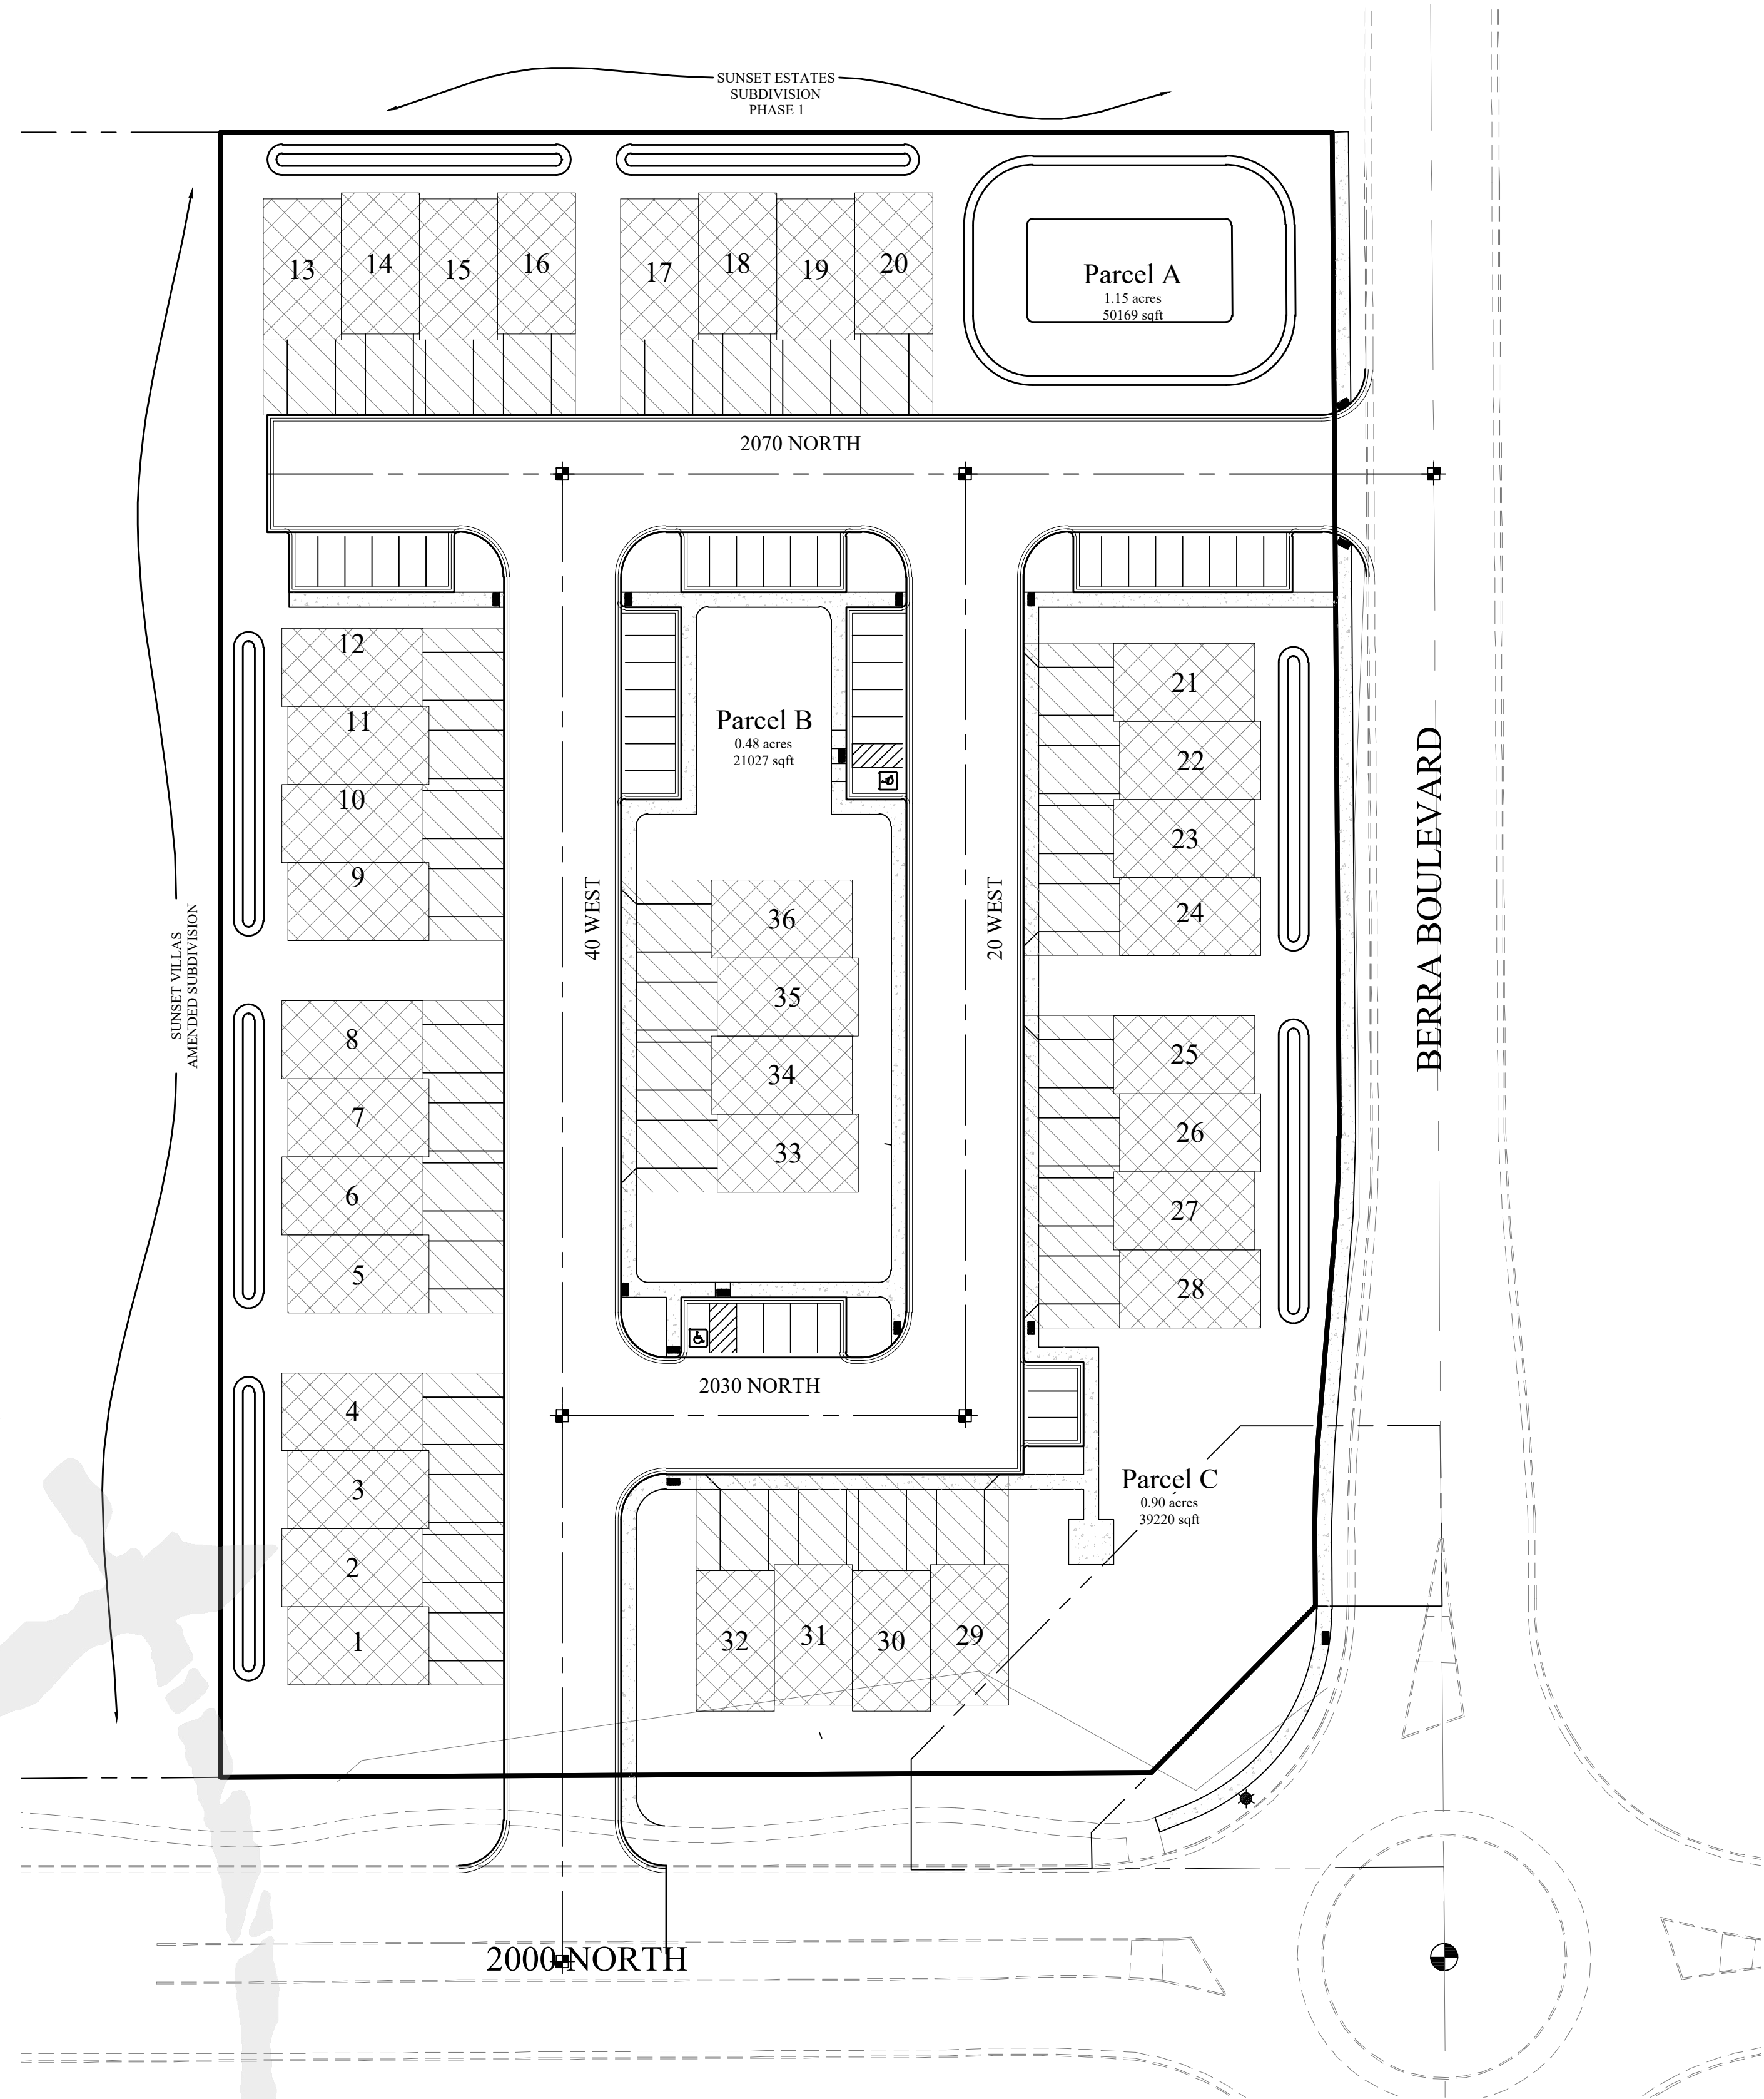 SUNSET ESTATES
SUBDIVISION
PHASE 1
13
14
15
16
17
18
19
20
Parcel A
1.15 acres
50169 sqft
2070 NORTH
12
11
10
9
8
7
6
5
4
3
2
1
SUNSET VILLAS
AMENDED SUBDIVISION
40 WEST
Parcel B
0.48 acres
21027 sqft
36
35
34
33
20 WEST
21
22
23
24
25
26
27
28
BERRA BOULEVARD
2030 NORTH
Parcel C
0.90 acres
39220 sqft
32
31
30
29
2000 NORTH